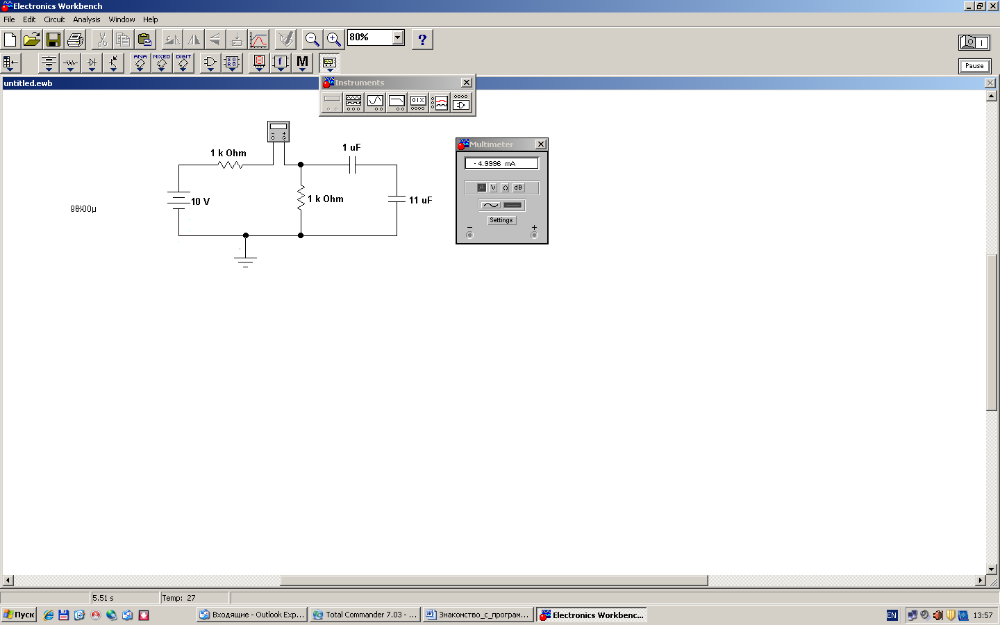 Electronics Workbench
File Edit Circuit Analysis Window Help
80%
?
I
ANA MIXED DIGIT
f M
Pause
untitled.ewb
Instruments
1 k Ohm
1 uF
10 V
1 k Ohm
11 uF
Multimeter
- 4.9996 mA
A V Ω dB
Settings
− +
5.51 s
Temp: 27
Пуск
Входящие - Outlook Exp...
Total Commander 7.03 - ...
Знакомство_с_програм...
Electronics Workbenc...
EN
13:57